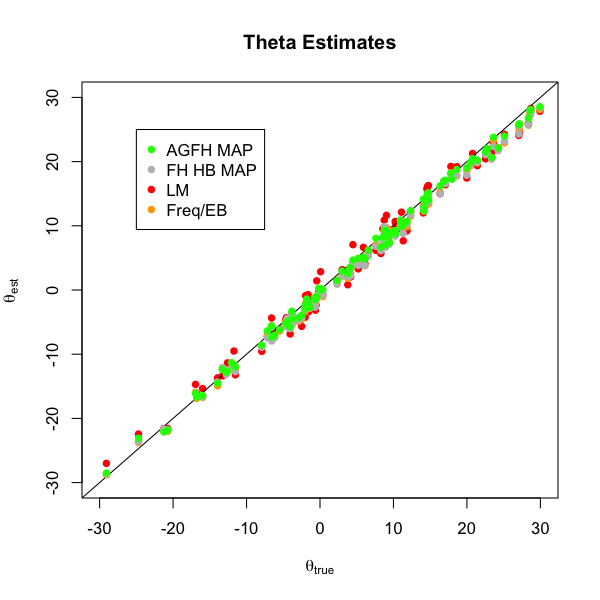 Theta Estimates
30
20
10
0
-10
-20
-30
θest
AGFH MAP
FH HB MAP
LM
Freq/EB
-30 -20 -10 0 10 20 30
θtrue